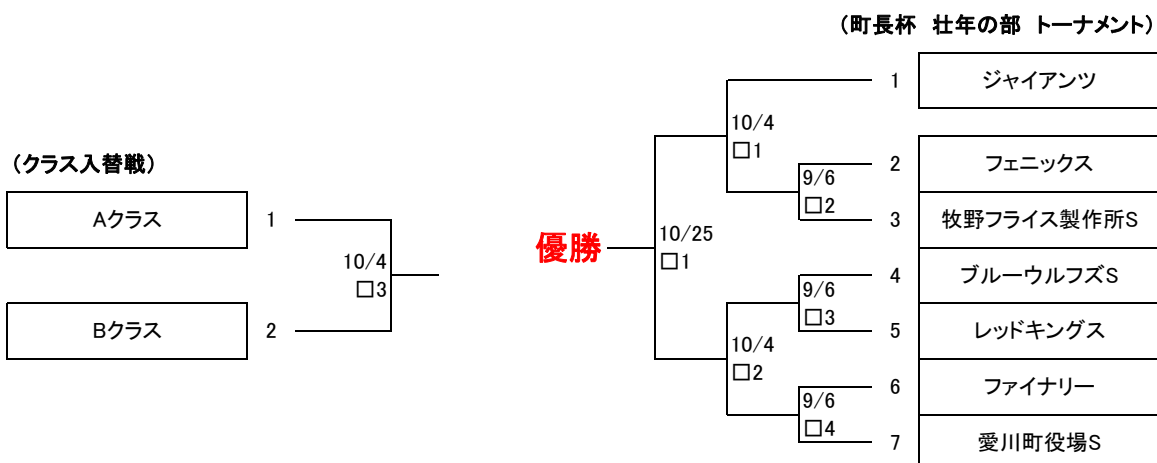 （町長杯 壮年の部 トーナメント）
1 ジャイアンツ
10/4
□1
（クラス入替戦）
2 フェニックス
9/6
□2
Aクラス 1
3 牧野フライス製作所S
優勝
10/25
□1
10/4
□3
4 ブルーウルフズS
9/6
□3
Bクラス 2
5 レッドキングス
10/4
□2
6 ファイナリー
9/6
□4
7 愛川町役場S